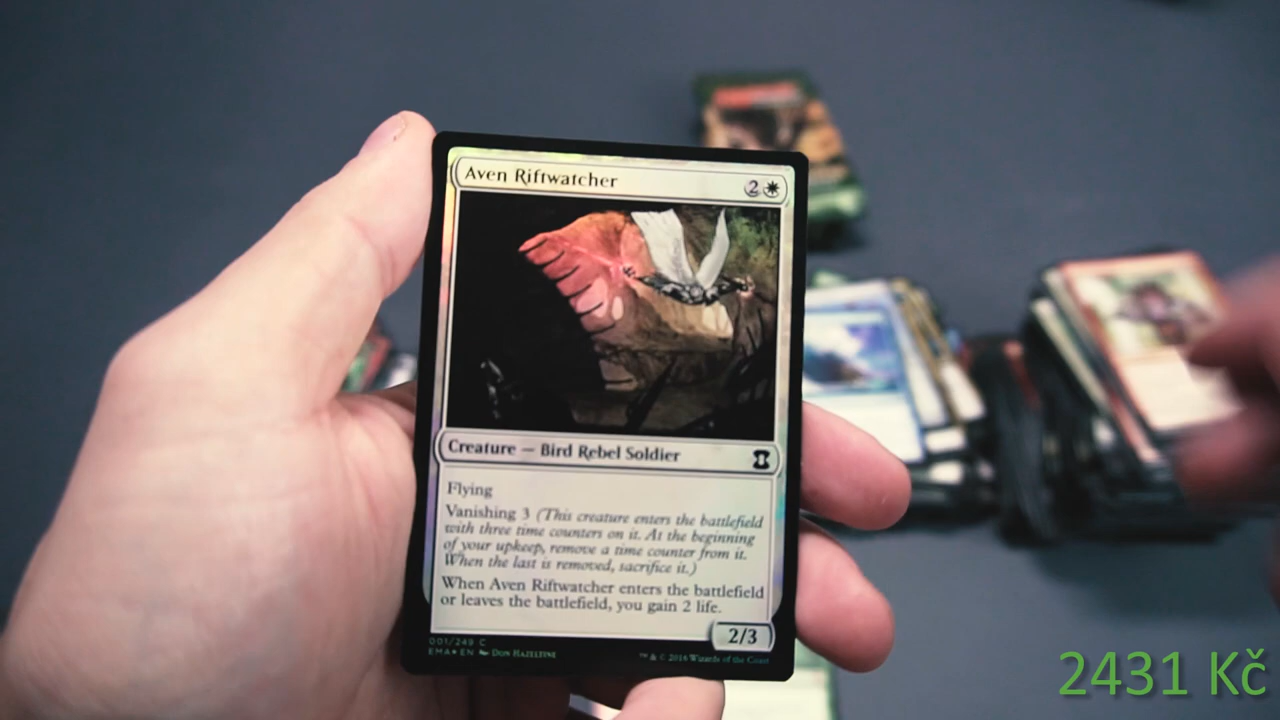 Aven Riftwatcher
2
Creature — Bird Rebel Soldier
Flying
Vanishing 3 (This creature enters the battlefield
with three time counters on it. At the beginning
of your upkeep, remove a time counter from it.
When the last is removed, sacrifice it.)
When Aven Riftwatcher enters the battlefield
or leaves the battlefield, you gain 2 life.
2/3
001/249 C
EMA★EN Don Hazeltine
™ & © 2016 Wizards of the Coast
2431 Kč